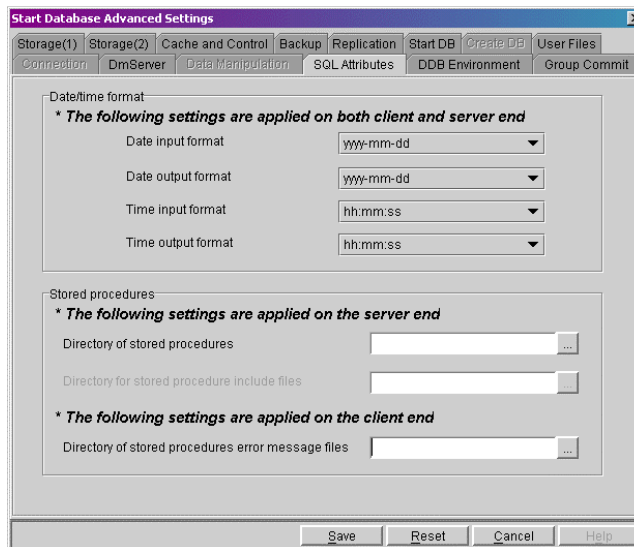 Start Database Advanced Settings
Storage(1) Storage(2) Cache and Control Backup Replication Start DB Create DB User Files
Connection DmServer Data Manipulation SQL Attributes DDB Environment Group Commit
Date/time format
* The following settings are applied on both client and server end
Date input format yyyy-mm-dd
Date output format yyyy-mm-dd
Time input format hh:mm:ss
Time output format hh:mm:ss
Stored procedures
* The following settings are applied on the server end
Directory of stored procedures ...
Directory for stored procedure include files ...
* The following settings are applied on the client end
Directory of stored procedures error message files ...
Save Reset Cancel Help